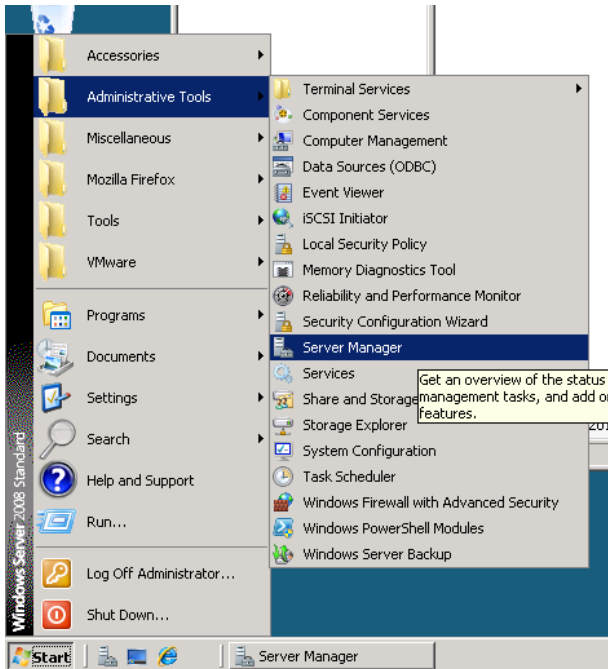 Accessories
Administrative Tools
Miscellaneous
Mozilla Firefox
Tools
VMware
Programs
Documents
Settings
Search
Help and Support
Run...
Log Off Administrator...
Shut Down...
Windows Server 2008 Standard
Terminal Services
Component Services
Computer Management
Data Sources (ODBC)
Event Viewer
iSCSI Initiator
Local Security Policy
Memory Diagnostics Tool
Reliability and Performance Monitor
Security Configuration Wizard
Server Manager
Services
Share and Storage
Storage Explorer
System Configuration
Task Scheduler
Windows Firewall with Advanced Security
Windows PowerShell Modules
Windows Server Backup
Get an overview of the status
management tasks, and add or
features.
Start
Server Manager